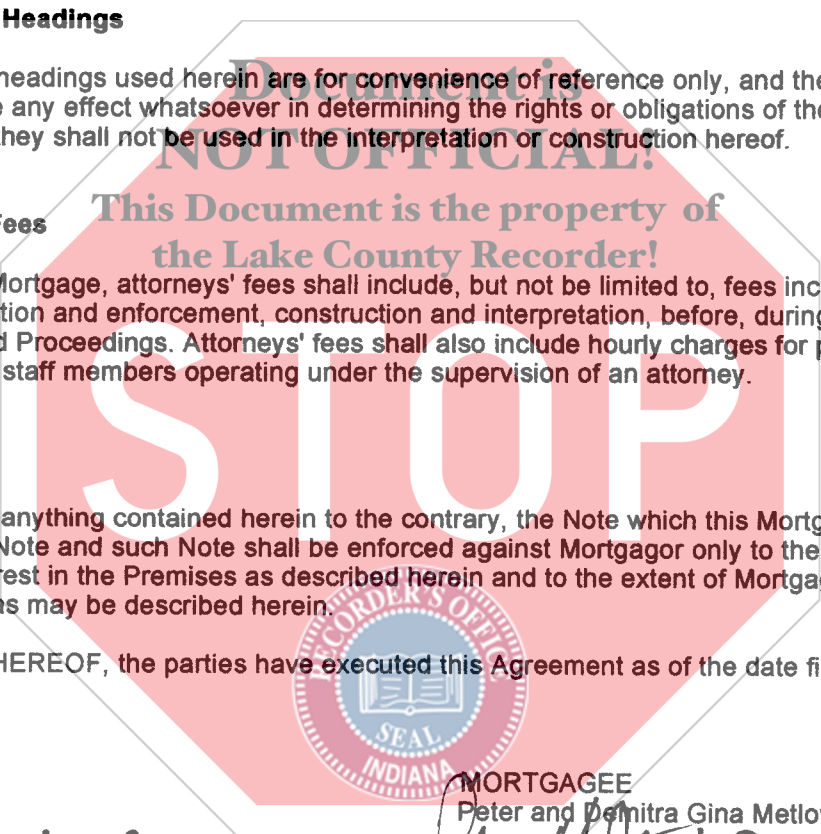 Headings
Document is
headings used herein are for convenience of reference only, and the
e any effect whatsoever in determining the rights or obligations of the
they shall not be used in the interpretation or construction hereof.
NOT OFFICIAL!
This Document is the property of
Fees
the Lake County Recorder!
Mortgage, attorneys' fees shall include, but not be limited to, fees inc
tion and enforcement, construction and interpretation, before, during
d Proceedings. Attorneys' fees shall also include hourly charges for p
staff members operating under the supervision of an attorney.
STOP
anything contained herein to the contrary, the Note which this Mortg
Note and such Note shall be enforced against Mortgagor only to the
rest in the Premises as described herein and to the extent of Mortga
as may be described herein.
RECORDER'S OFFICE
HEREOF, the parties have executed this Agreement as of the date fi
SEAL
INDIANA
MORTGAGEE
Peter and Demitra Gina Metlo